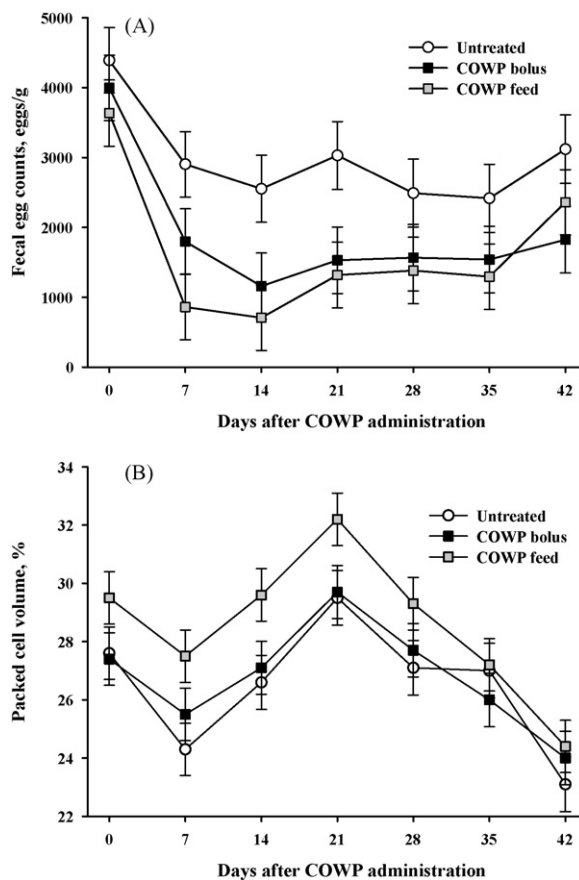 (A)
Untreated
COWP bolus
COWP feed
Fecal egg counts, eggs/g
5000
4000
3000
2000
1000
0
0 7 14 21 28 35 42
Days after COWP administration
(B)
Untreated
COWP bolus
COWP feed
Packed cell volume, %
34
32
30
28
26
24
22
0 7 14 21 28 35 42
Days after COWP administration